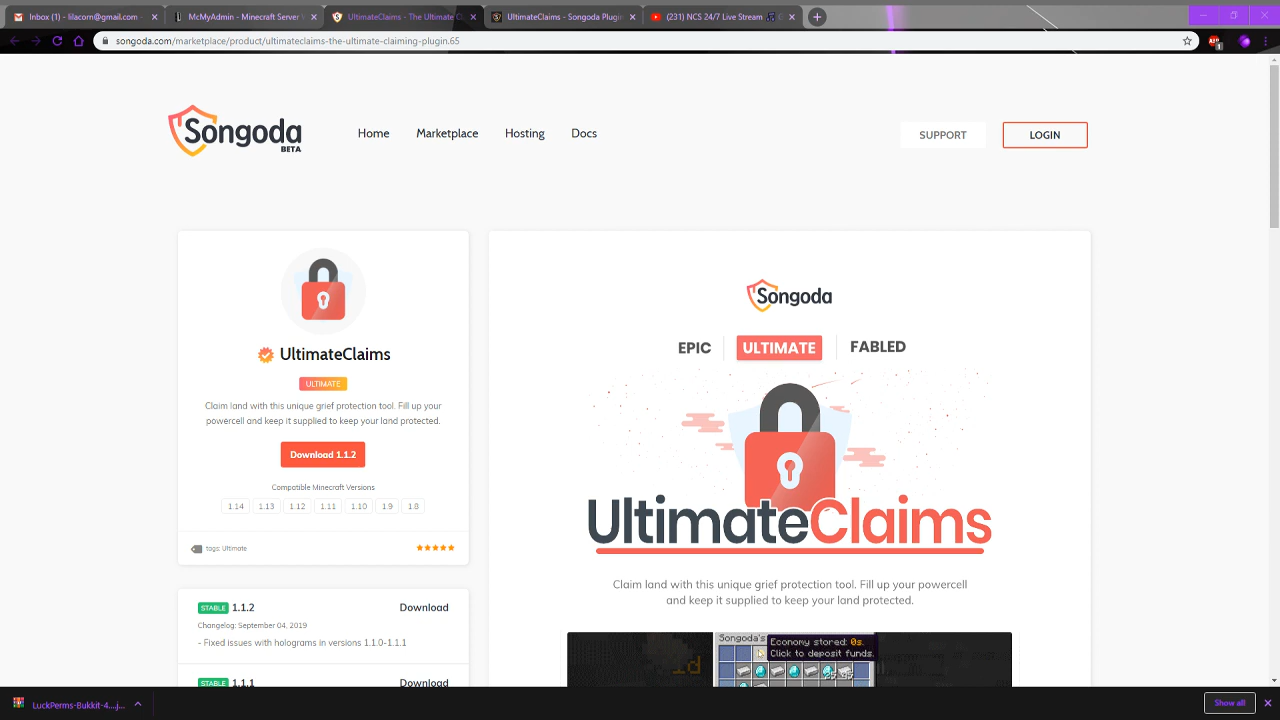 Inbox (1) - lilacorn@gmail.com -
McMyAdmin - Minecraft Server
UltimateClaims - The Ultimate Cl
UltimateClaims - Songoda Plugin
(231) NCS 24/7 Live Stream
songoda.com/marketplace/product/ultimateclaims-the-ultimate-claiming-plugin.65
Songoda
BETA
Home
Marketplace
Hosting
Docs
SUPPORT
LOGIN
UltimateClaims
ULTIMATE
Claim land with this unique grief protection tool. Fill up your
powercell and keep it supplied to keep your land protected.
Download 1.1.2
Compatible Minecraft Versions
1.14 1.13 1.12 1.11 1.10 1.9 1.8
tags: Ultimate
STABLE 1.1.2 Download
Changelog: September 04, 2019
- Fixed issues with holograms in versions 1.1.0-1.1.1
STABLE 1.1.1 Download
Songoda
EPIC
ULTIMATE
FABLED
UltimateClaims
Claim land with this unique grief protection tool. Fill up your powercell
and keep it supplied to keep your land protected.
Songoda's
Economy stored: 0s.
Click to deposit funds.
LuckPerms-Bukkit-4....j...
Show all